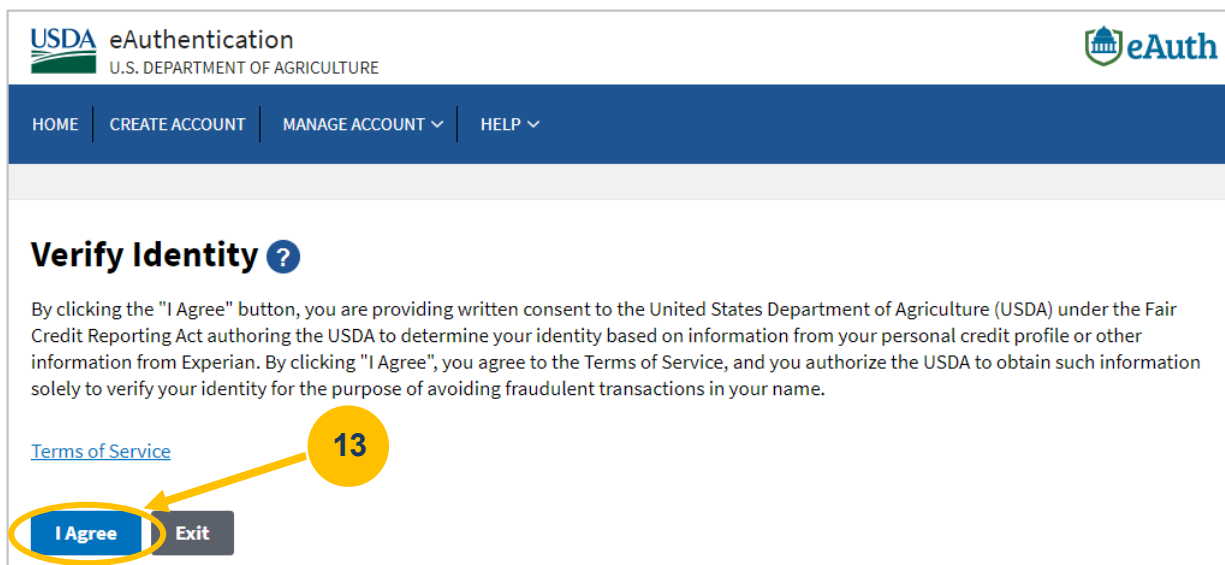 USDA eAuthentication
U.S. DEPARTMENT OF AGRICULTURE
eAuth
HOME CREATE ACCOUNT MANAGE ACCOUNT HELP
Verify Identity ?
By clicking the "I Agree" button, you are providing written consent to the United States Department of Agriculture (USDA) under the Fair
Credit Reporting Act authoring the USDA to determine your identity based on information from your personal credit profile or other
information from Experian. By clicking "I Agree", you agree to the Terms of Service, and you authorize the USDA to obtain such information
solely to verify your identity for the purpose of avoiding fraudulent transactions in your name.
13
Terms of Service
I Agree Exit